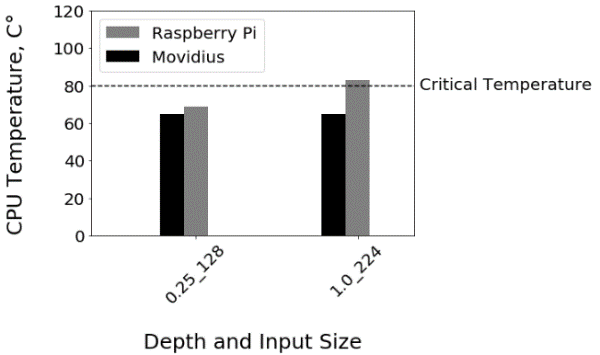 120
100
80
60
40
20
0
CPU Temperature, C°
Raspberry Pi
Movidius
Critical Temperature
0.25_128
1.0_224
Depth and Input Size